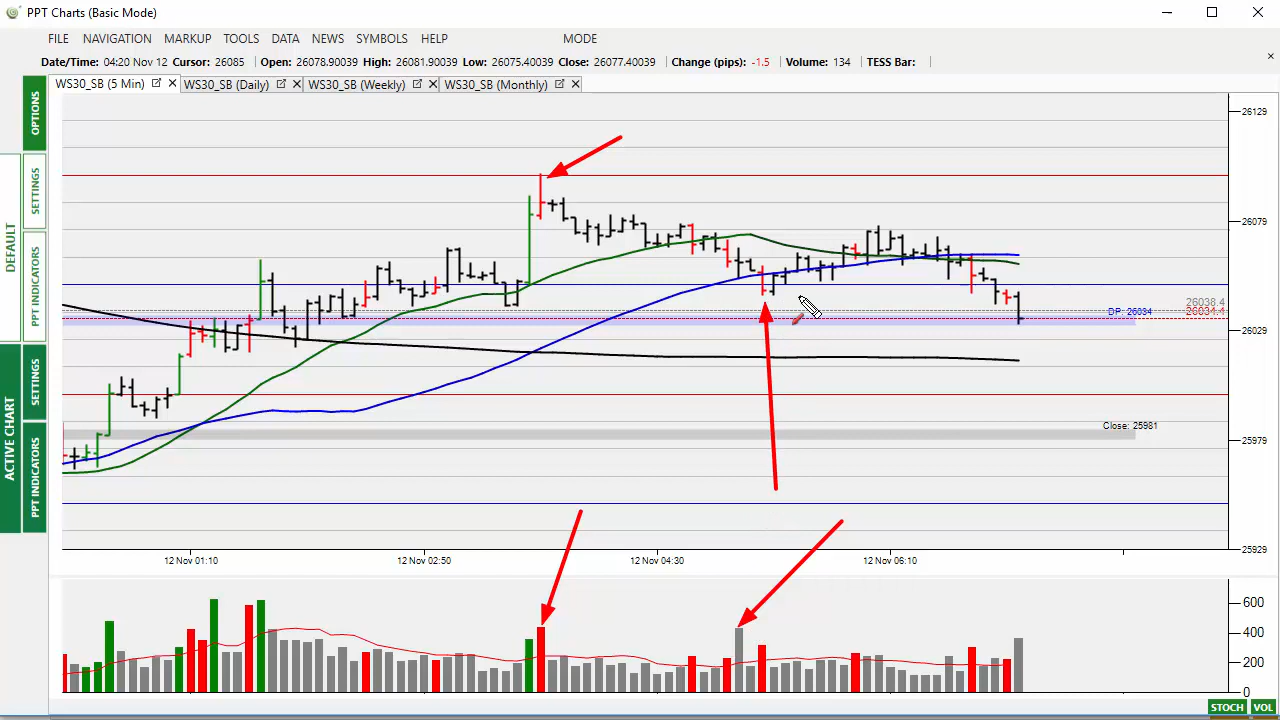 PPT Charts (Basic Mode)
FILE NAVIGATION MARKUP TOOLS DATA NEWS SYMBOLS HELP MODE
Date/Time: 04:20 Nov 12 Cursor: 26085 Open: 26078.90039 High: 26081.90039 Low: 26075.40039 Close: 26077.40039 Change (pips): -1.5 Volume: 134 TESS Bar:
WS30_SB (5 Min) WS30_SB (Daily) WS30_SB (Weekly) WS30_SB (Monthly)
OPTIONS
DEFAULT
SETTINGS
PPT INDICATORS
ACTIVE CHART
SETTINGS
PPT INDICATORS
26129
26079
26038.4
DP: 26034
26034.4
26029
Close: 25981
25979
25929
12 Nov 01:10 12 Nov 02:50 12 Nov 04:30 12 Nov 06:10
600
400
200
0
STOCH VOL